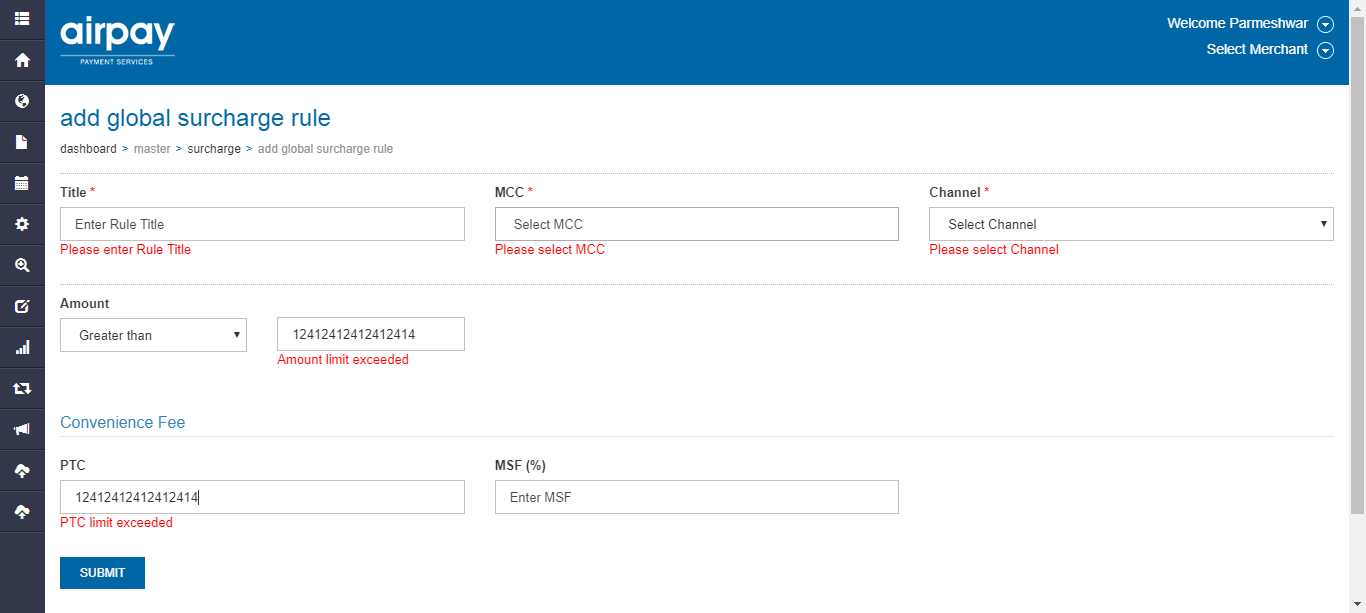 airpay
PAYMENT SERVICES
Welcome Parmeshwar
Select Merchant
add global surcharge rule
dashboard > master > surcharge > add global surcharge rule
Title * MCC * Channel *
Enter Rule Title Select MCC Select Channel
Please enter Rule Title Please select MCC Please select Channel
Amount
Greater than 12412412412412414
Amount limit exceeded
Convenience Fee
PTC MSF (%)
12412412412412414 Enter MSF
PTC limit exceeded
SUBMIT